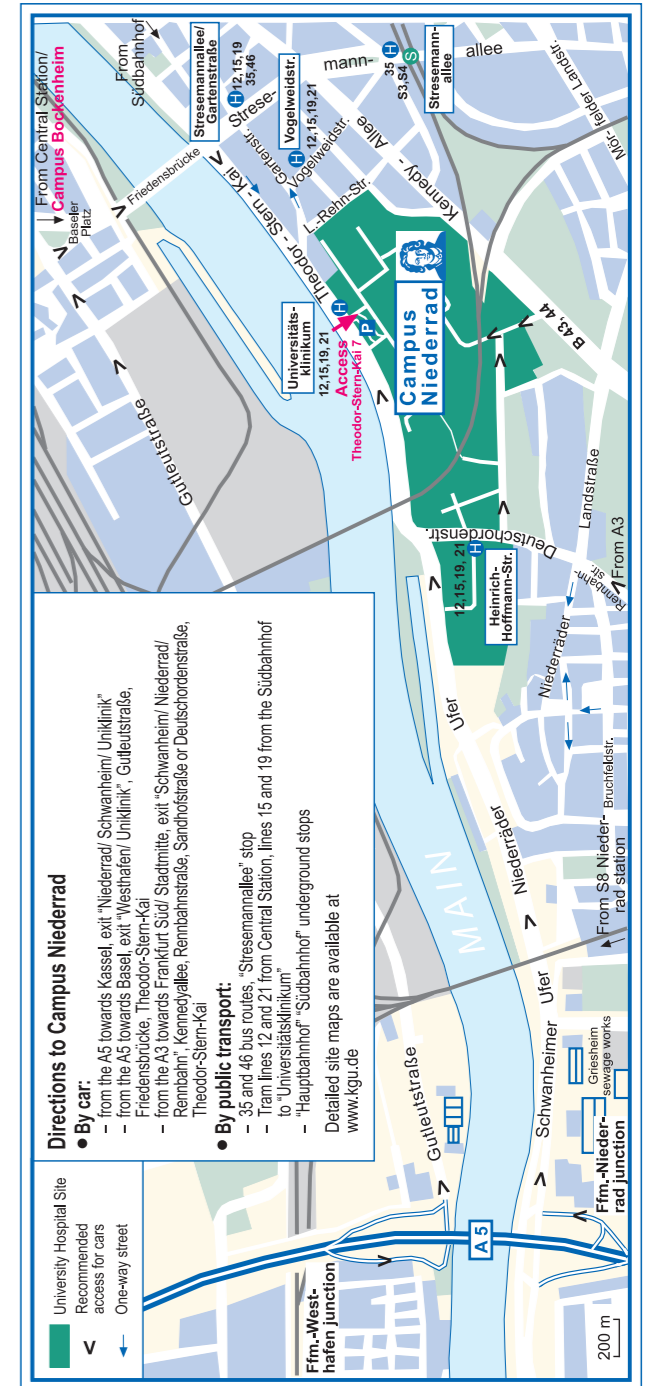 University Hospital Site
Recommended
access for cars
One-way street
Directions to Campus Niederrad
● By car:
– from the A5 towards Kassel, exit “Niederrad/ Schwanheim/ Uniklinik”
– from the A5 towards Basel, exit “Westhafen/ Uniklinik”, Gutleutstraße,
Friedensbrücke, Theodor-Stern-Kai
– from the A3 towards Frankfurt Süd/ Stadtmitte, exit “Schwanheim/ Niederrad/
Rennbahn”, Kennedyallee, Rennbahnstraße, Sandhofstraße or Deutschordenstraße,
Theodor-Stern-Kai
● By public transport:
– 35 and 46 bus routes, “Stresemannallee” stop
– Tram lines 12 and 21 from Central Station, lines 15 and 19 from the Südbahnhof
to “Universitätsklinikum”
– “Hauptbahnhof” “Südbahnhof” underground stops
Detailed site maps are available at
www.kgu.de
From Central Station/
Campus Bockenheim
Baseler
Platz
From
Südbahnhof
Friedensbrücke
Stresemannallee/
Gartenstraße
H 12,15,19
35,46
Strese-
mann-
allee
Gartenstr.
Vogelweidstr.
H 12,15,19,21
Vogelweidstr.
35 H
S3,S4 S
Stresemann-
allee
Gutleutstraße
Theodor - Stern - Kai
L.-Rehn-Str.
Kennedy - Allee
Mör-
felder Landstr.
Universitäts-
klinikum
12,15,19, 21
H
Access
P
Theodor-Stern-Kai 7
Campus
Niederrad
B 43, 44
Deutschordenstr.
12,15,19, 21
H
Heinrich-
Hoffmann-Str.
Landstraße
Rennbahn-
str.
From A3
Niederräder
Ufer
Niederräder
Bruchfeldstr.
From S8-Nieder-
rad station
MAIN
Gutleutstraße
Schwanheimer
Ufer
Griesheim
sewage works
Ffm.-Nieder-
rad junction
A 5
Ffm.-West-
hafen junction
200 m